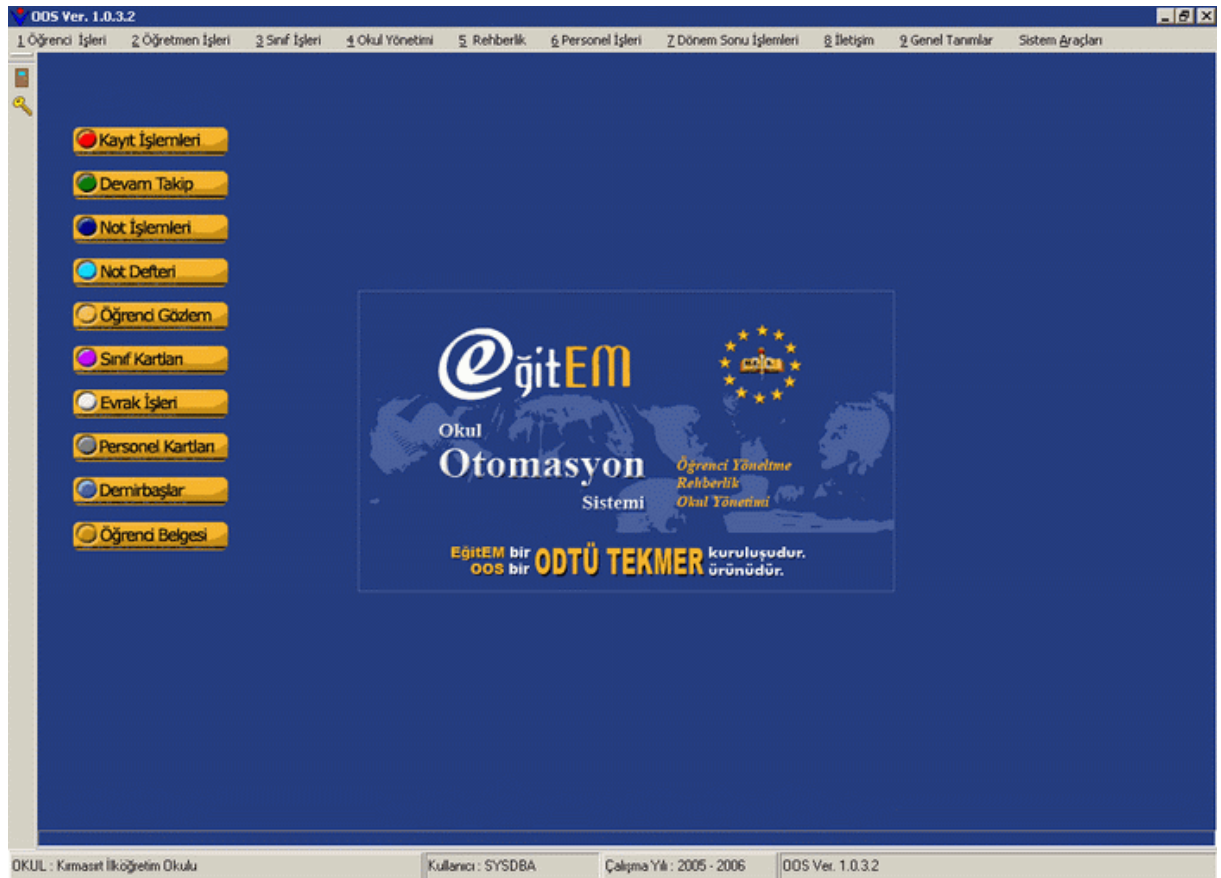 OOS Ver. 1.0.3.2
1 Öğrenci İşleri 2 Öğretmen İşleri 3 Sınıf İşleri 4 Okul Yönetimi 5 Rehberlik 6 Personel İşleri 7 Dönem Sonu İşlemleri 8 İletişim 9 Genel Tanımlar Sistem Araçları
Kayıt İşlemleri
Devam Takip
Not İşlemleri
Not Defteri
Öğrenci Gözlem
Sınıf Kartları
Evrak İşleri
Personel Kartları
Demirbaşlar
Öğrenci Belgesi
eğitEM
Okul
Otomasyon
Sistemi
Öğrenci Yöneltme
Rehberlik
Okul Yönetimi
EğitEM bir ODTÜ TEKMER kuruluşudur.
OOS bir ürünüdür.
OKUL : Kırmasırt İlköğretim Okulu Kullanıcı : SYSDBA Çalışma Yılı : 2005 - 2006 OOS Ver. 1.0.3.2